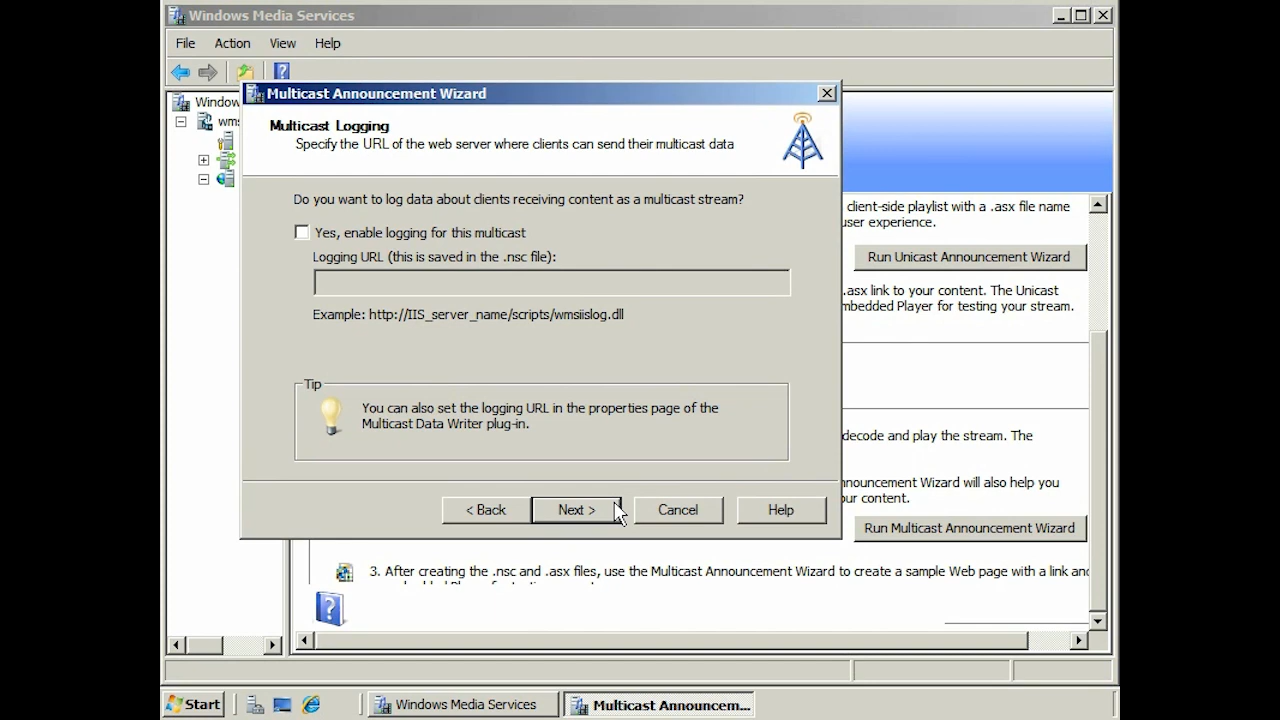 Windows Media Services
File Action View Help
Multicast Announcement Wizard
Window
wms
Multicast Logging
Specify the URL of the web server where clients can send their multicast data
Do you want to log data about clients receiving content as a multicast stream?
Yes, enable logging for this multicast
Logging URL (this is saved in the .nsc file):
Example: http://IIS_server_name/scripts/wmsiislog.dll
Tip
You can also set the logging URL in the properties page of the
Multicast Data Writer plug-in.
< Back Next > Cancel Help
client-side playlist with a .asx file name
user experience.
Run Unicast Announcement Wizard
.asx link to your content. The Unicast
mbedded Player for testing your stream.
decode and play the stream. The
nnouncement Wizard will also help you
our content.
Run Multicast Announcement Wizard
3. After creating the .nsc and .asx files, use the Multicast Announcement Wizard to create a sample Web page with a link and
Start Windows Media Services Multicast Announcem...